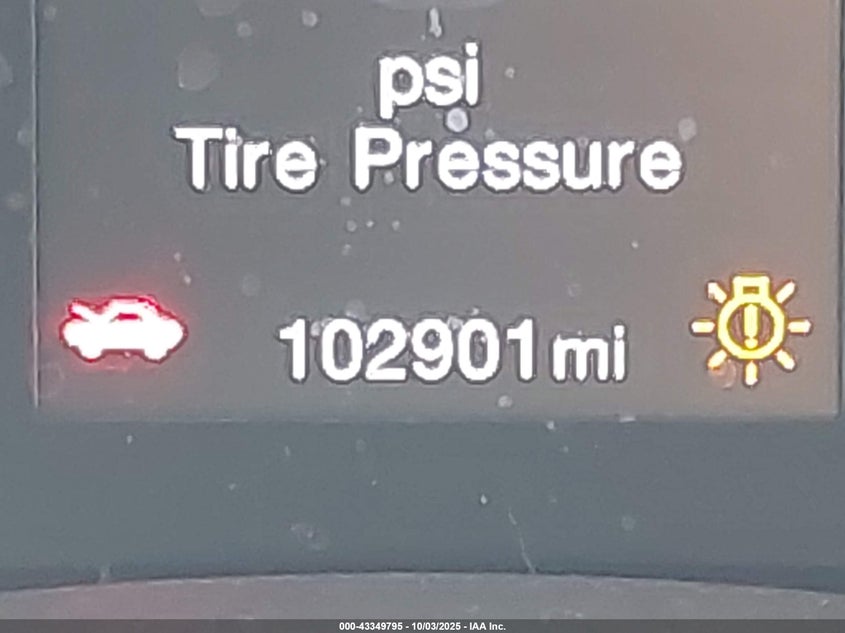 psi
Tire Pressure
102901 mi
000-43349795 - 10/03/2025 - IAA Inc.